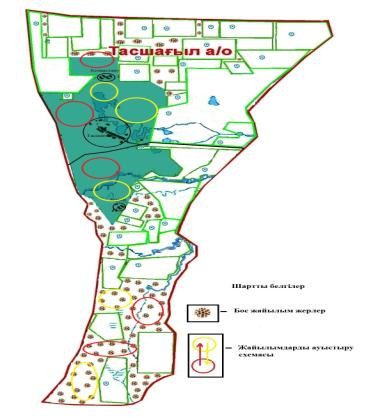 Тасшағыл а/о
Шартты белгілер
Бос жайылым жерлер
Жайылымдарды ауыстыру
схемасы